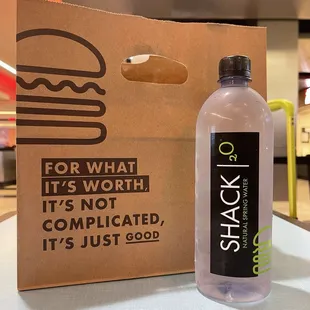 FOR WHAT
IT'S WORTH,
IT'S NOT
COMPLICATED,
IT'S JUST GOOD
SHACK | 2O
NATURAL SPRING WATER